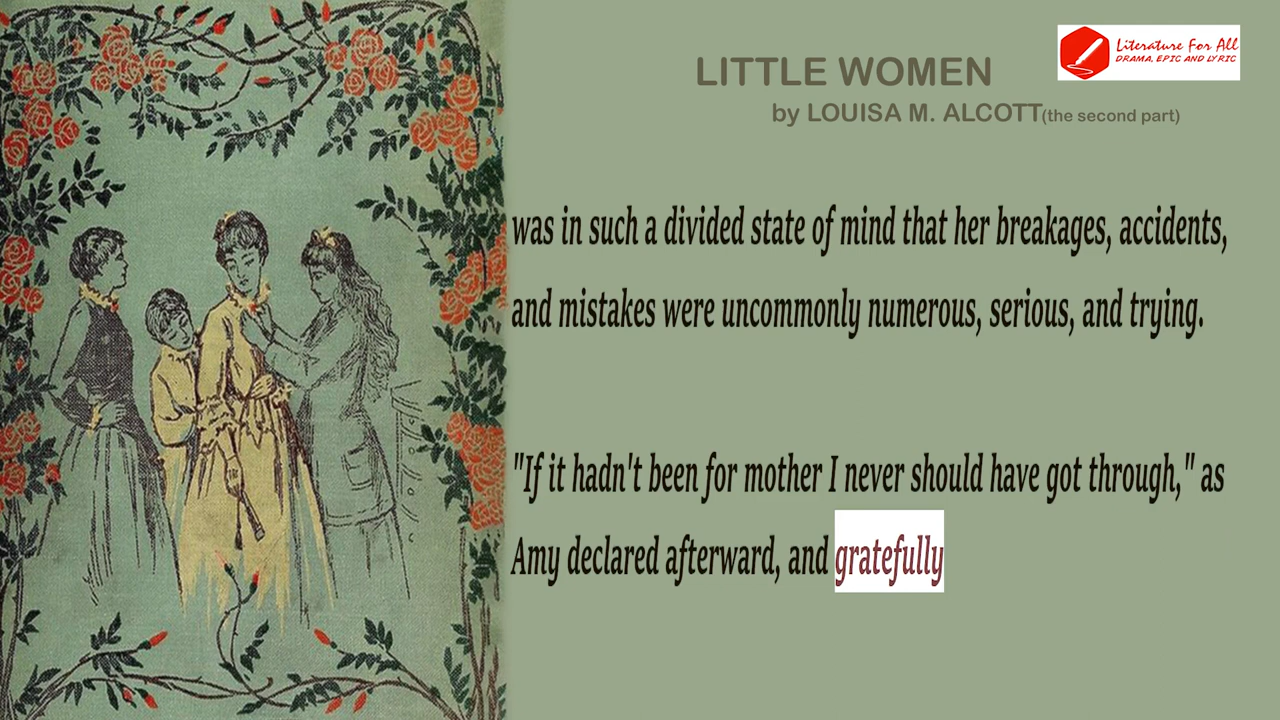 LITTLE WOMEN
by LOUISA M. ALCOTT(the second part)
Literature For All
DRAMA, EPIC AND LYRIC
was in such a divided state of mind that her breakages, accidents,
and mistakes were uncommonly numerous, serious, and trying.
"If it hadn't been for mother I never should have got through," as
Amy declared afterward, and gratefully